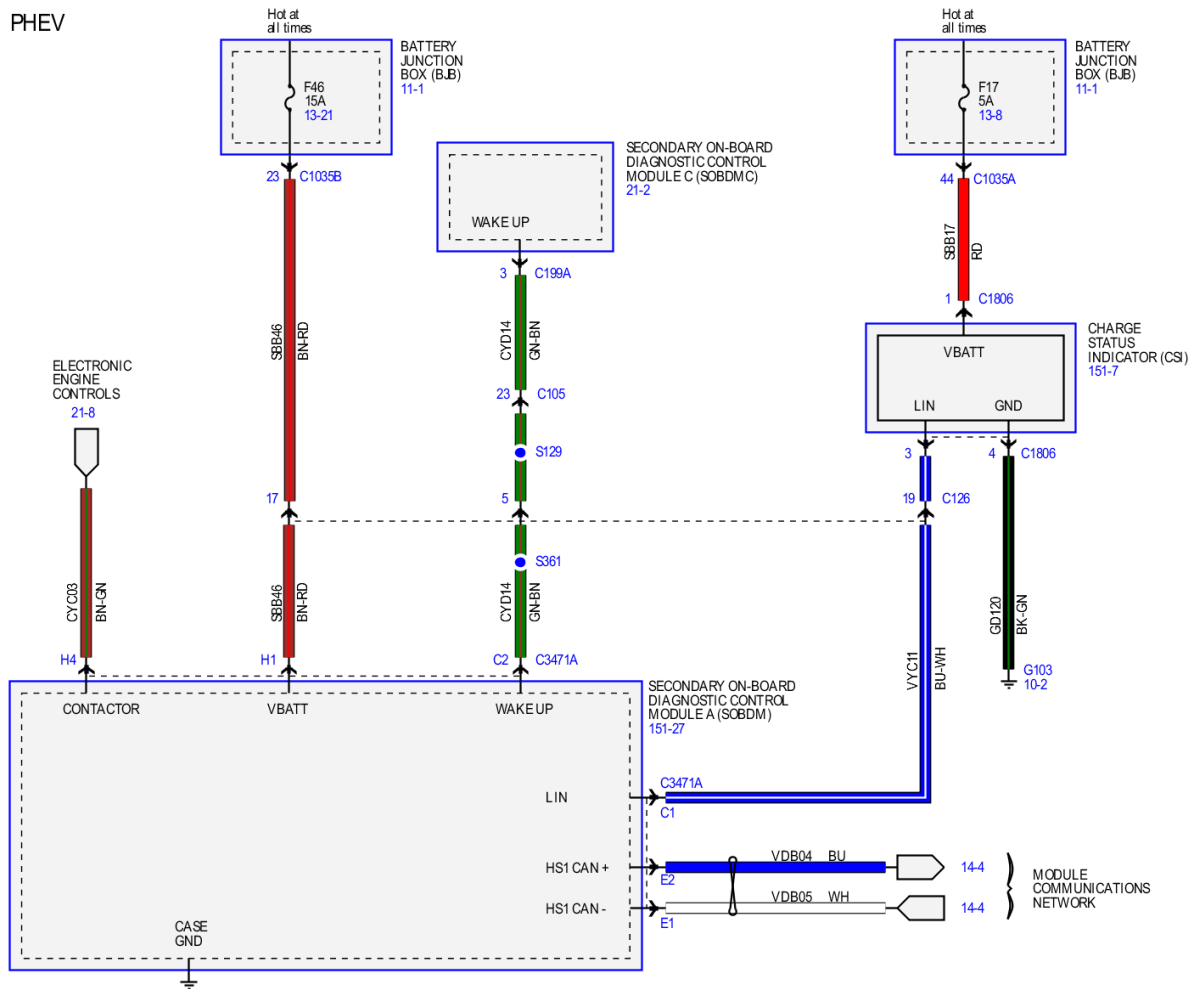 PHEV
Hot at
all times
BATTERY
JUNCTION
BOX (BJB)
11-1
F46
15A
13-21
23
C1035B
SBB46
BN-RD
17
SBB46
BN-RD
H1
SECONDARY ON-BOARD
DIAGNOSTIC CONTROL
MODULE C (SOBDMC)
21-2
WAKE UP
3
C199A
CYD14
GN-BN
23
C105
S129
5
S361
CYD14
GN-BN
C2
C3471A
Hot at
all times
BATTERY
JUNCTION
BOX (BJB)
11-1
F17
5A
13-8
44
C1035A
SBB17
RD
1
C1806
CHARGE
STATUS
INDICATOR (CSI)
151-7
VBATT
LIN
GND
3
4
C1806
19
C126
VYC11
BU-WH
GD120
BK-GN
G103
10-2
ELECTRONIC
ENGINE
CONTROLS
21-8
CYC03
BN-GN
H4
SECONDARY ON-BOARD
DIAGNOSTIC CONTROL
MODULE A (SOBDM)
151-27
CONTACTOR
VBATT
WAKE UP
LIN
C3471A
C1
HS1 CAN +
E2
VDB04 BU
14-4
HS1 CAN -
E1
VDB05 WH
14-4
MODULE
COMMUNICATIONS
NETWORK
CASE
GND